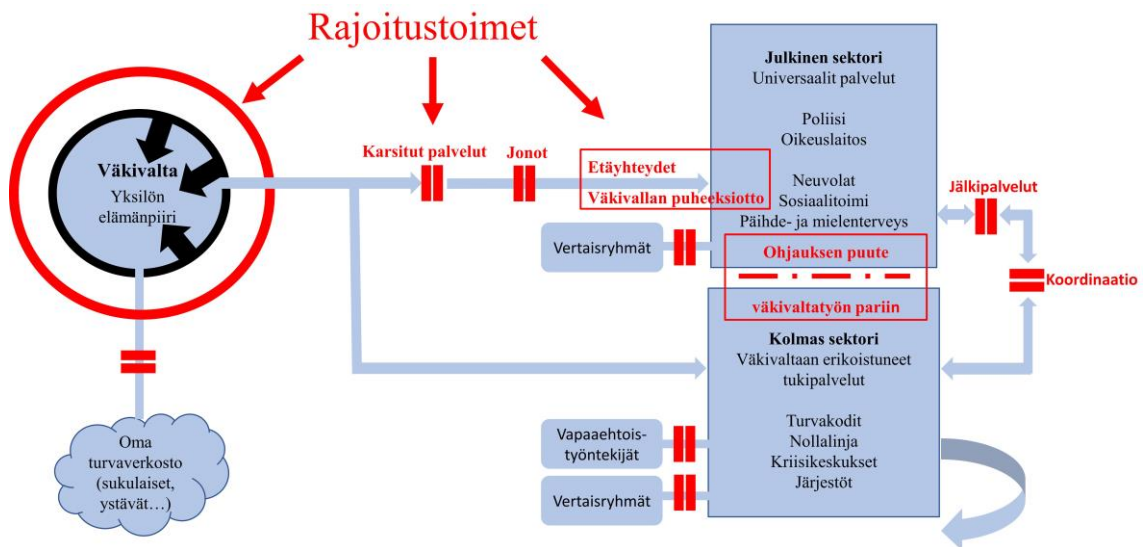 Rajoitustoimet
Väkivalta
Yksilön
elämänpiiri
Oma
turvaverkosto
(sukulaiset,
ystävät…)
Karsitut palvelut
Jonot
Etäyhteydet
Väkivallan puheeksiotto
Julkinen sektori
Universaalit palvelut
Poliisi
Oikeuslaitos
Neuvolat
Sosiaalitoimi
Päihde- ja mielenterveys
Vertaisryhmät
Ohjauksen puute
väkivaltatyön pariin
Jälkipalvelut
Koordinaatio
Kolmas sektori
Väkivaltaan erikoistuneet
tukipalvelut
Turvakodit
Nollalinja
Kriisikeskukset
Järjestöt
Vapaaehtois-
työntekijät
Vertaisryhmät